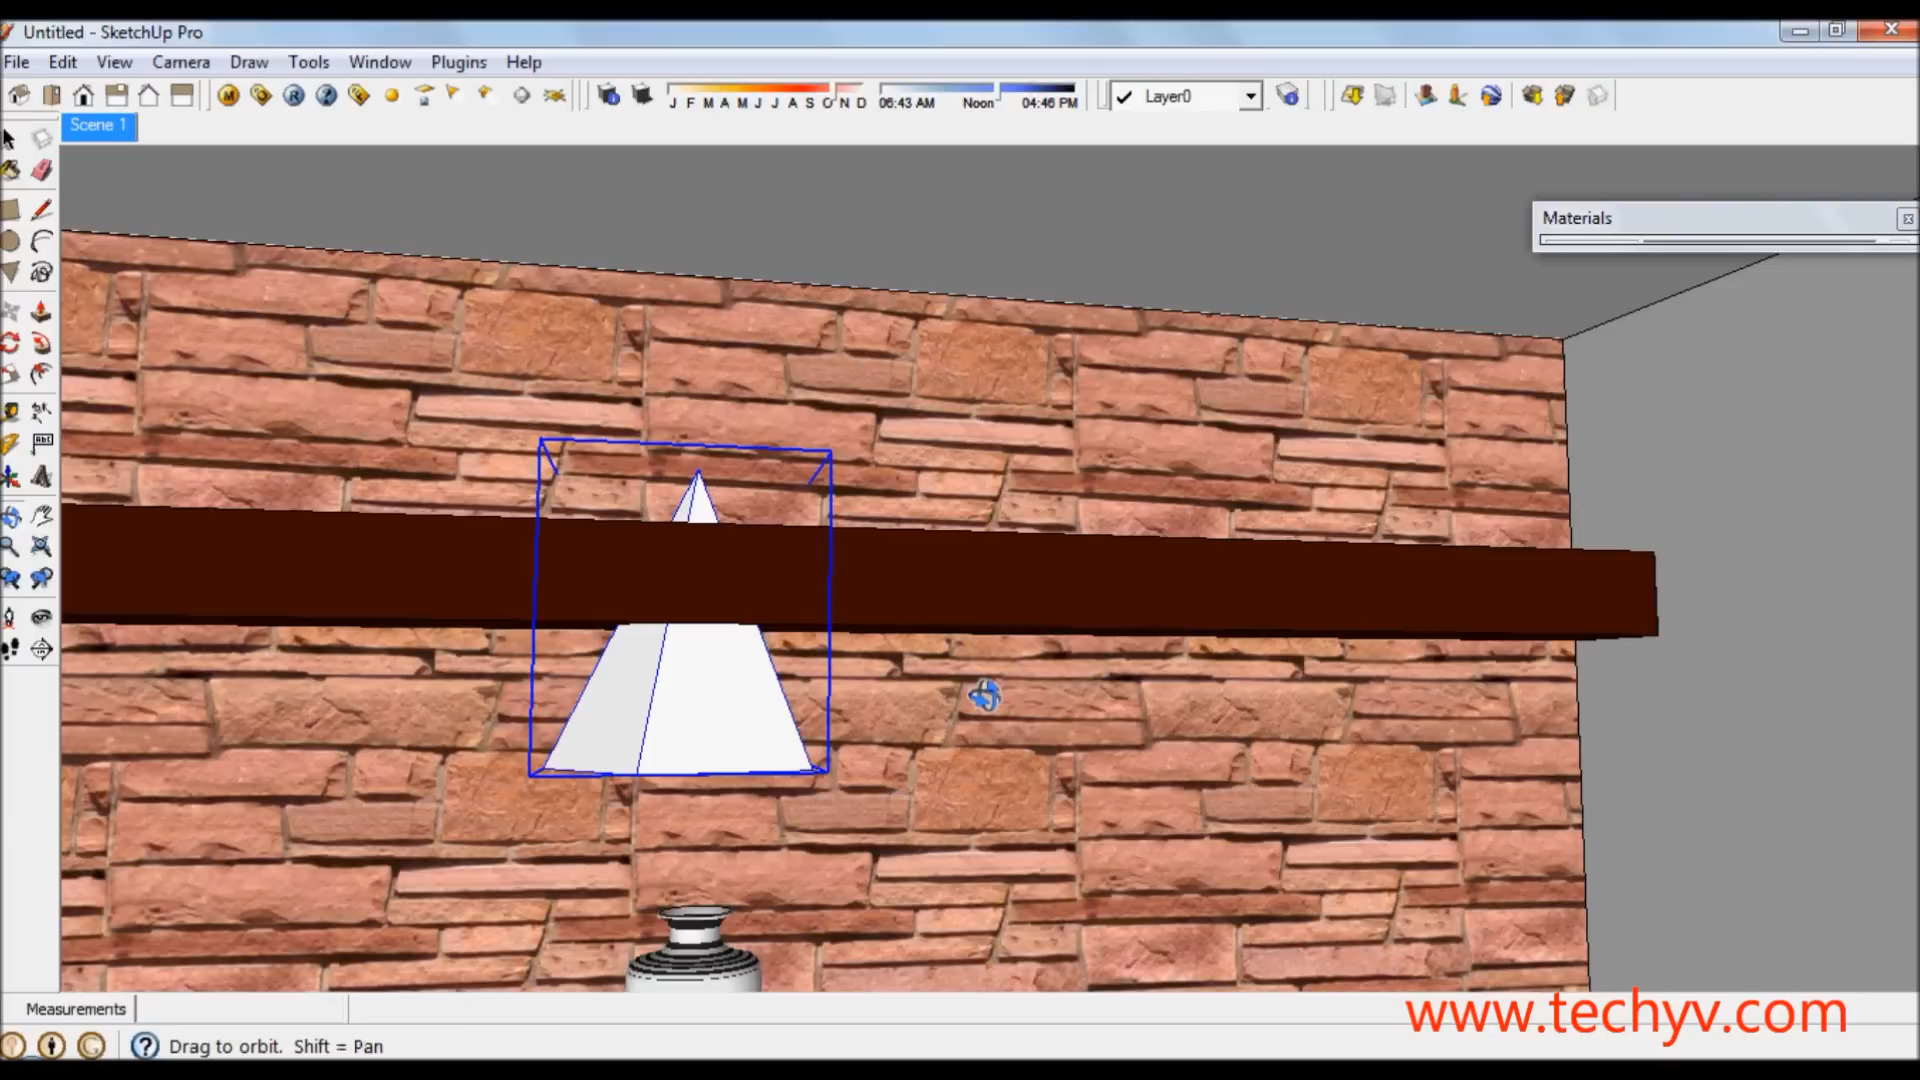 Untitled - SketchUp Pro
File Edit View Camera Draw Tools Window Plugins Help
J F M A M J J A S O N D 06:43 AM Noon 04:46 PM Layer0
Scene 1
Materials
Measurements
www.techyv.com
Drag to orbit. Shift = Pan